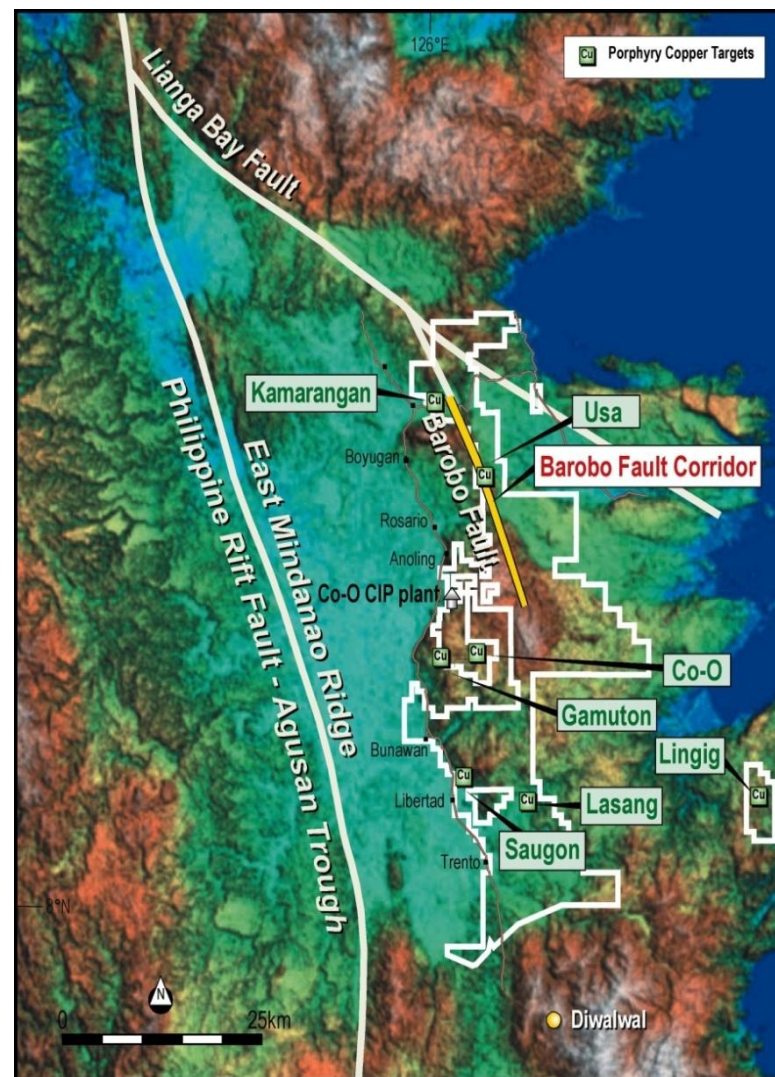 126°E
Cu Porphyry Copper Targets
Lianga Bay Fault
Kamarangan
Cu
Usa
Barobo Fault
Cu
Barobo Fault Corridor
Boyugan
Philippine Rift Fault - Agusan Trough
East Mindanao Ridge
Rosario
Anoling
Co-O CIP plant
Cu
Cu
Co-O
Gamuton
Bunawan
Lingig
Cu
Cu
Libertad
Cu
Lasang
Saugon
Trento
8°N
N
0 25km
Diwalwal